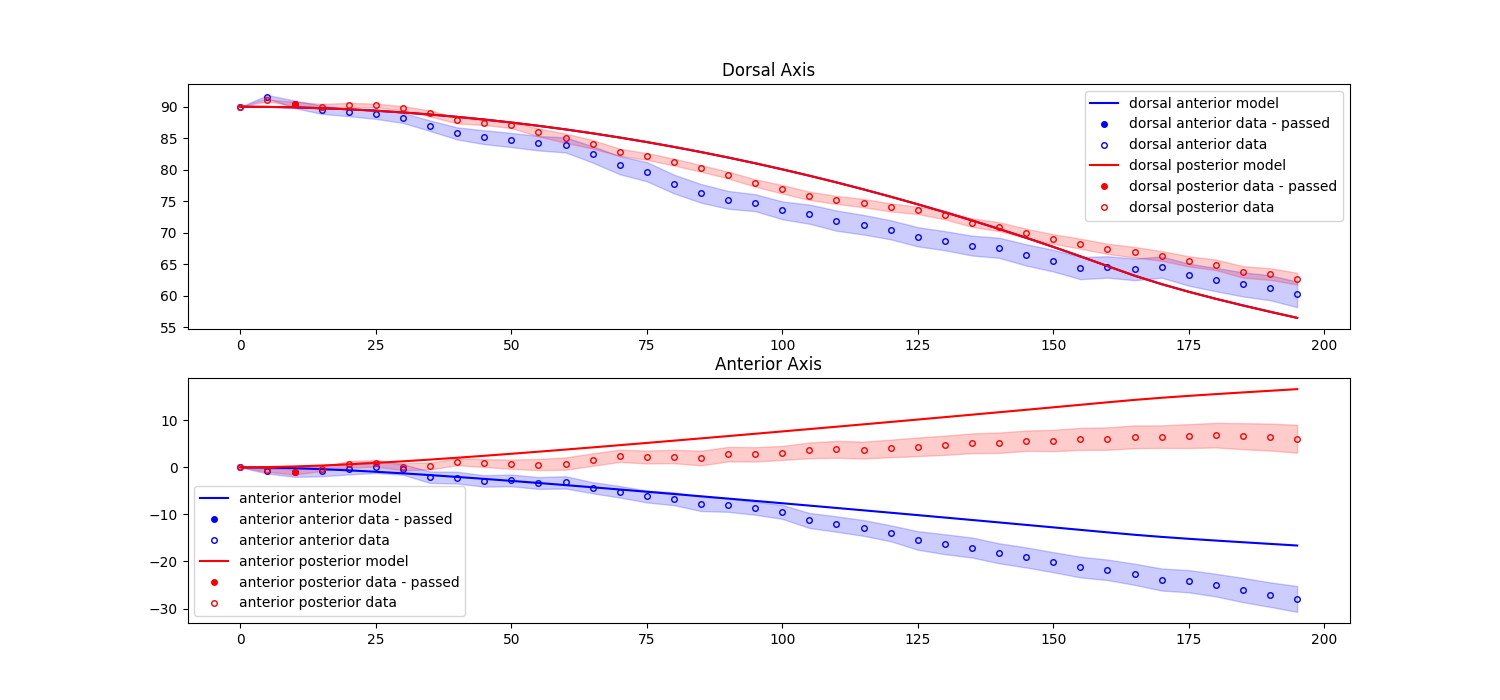 Dorsal Axis
90
85
80
75
70
65
60
55
dorsal anterior model
dorsal anterior data - passed
dorsal anterior data
dorsal posterior model
dorsal posterior data - passed
dorsal posterior data
0 25 50 75 100 125 150 175 200
Anterior Axis
10
0
−10
−20
−30
anterior anterior model
anterior anterior data - passed
anterior anterior data
anterior posterior model
anterior posterior data - passed
anterior posterior data
0 25 50 75 100 125 150 175 200